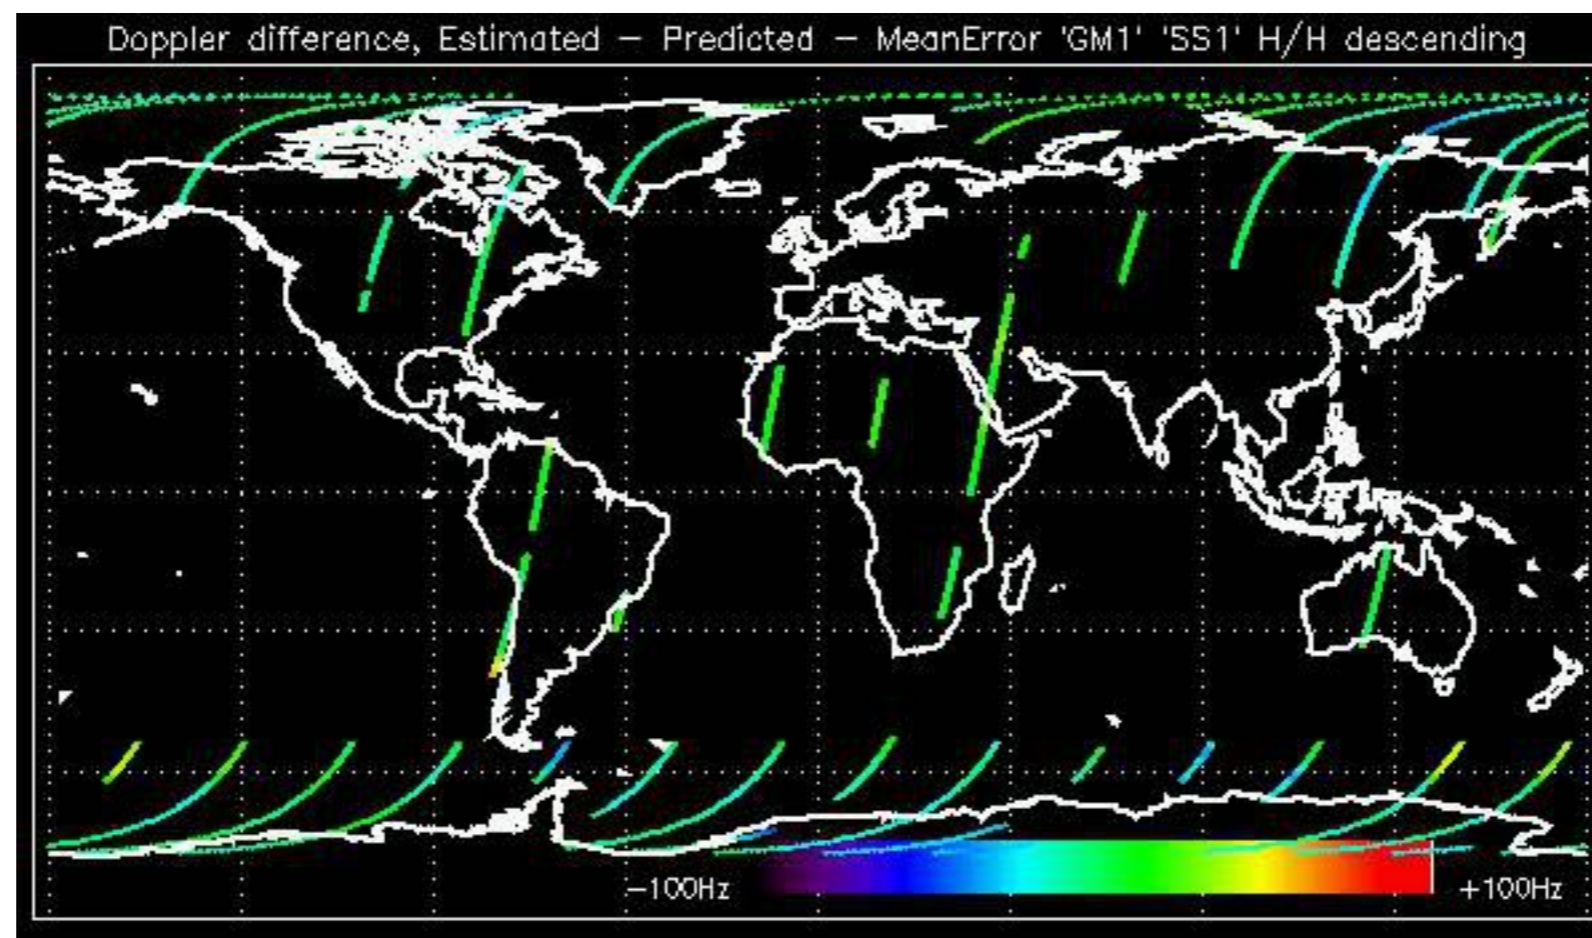 Doppler difference, Estimated − Predicted − MeanError 'GM1' 'SS1' H/H descending
−100Hz +100Hz